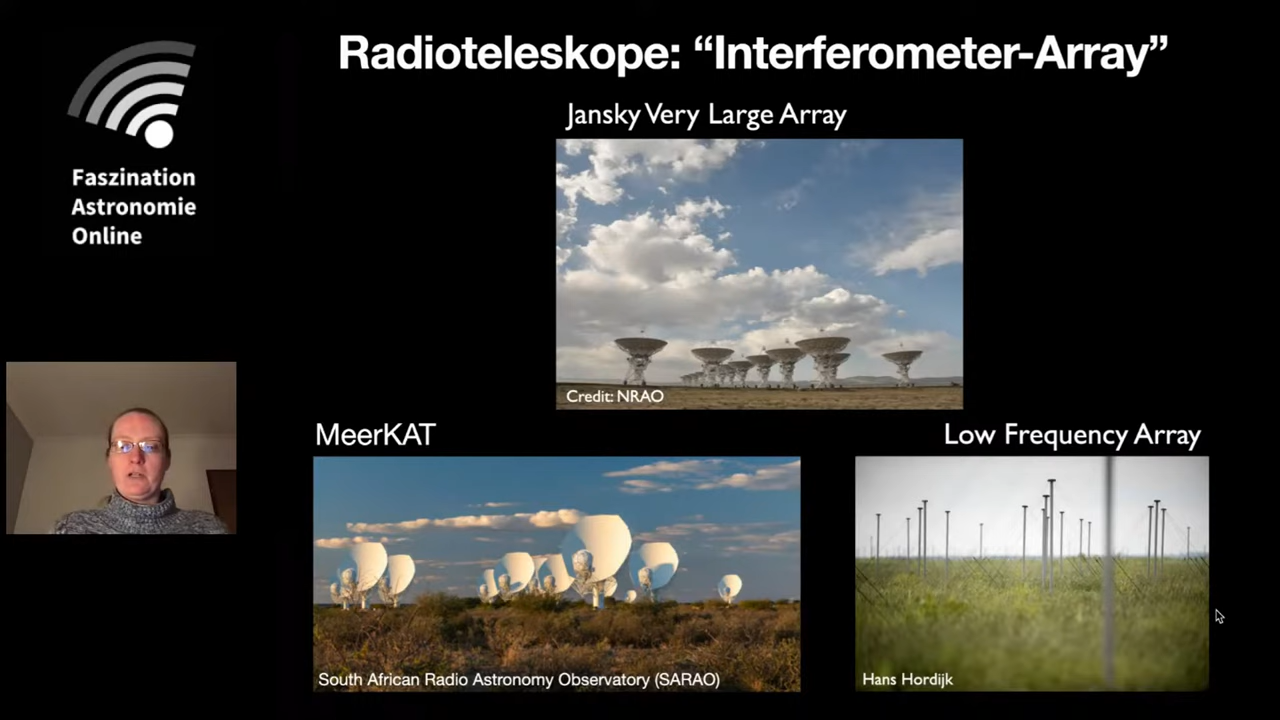 Radioteleskope: “Interferometer-Array”
Faszination
Astronomie
Online
Jansky Very Large Array
Credit: NRAO
MeerKAT
South African Radio Astronomy Observatory (SARAO)
Low Frequency Array
Hans Hordijk